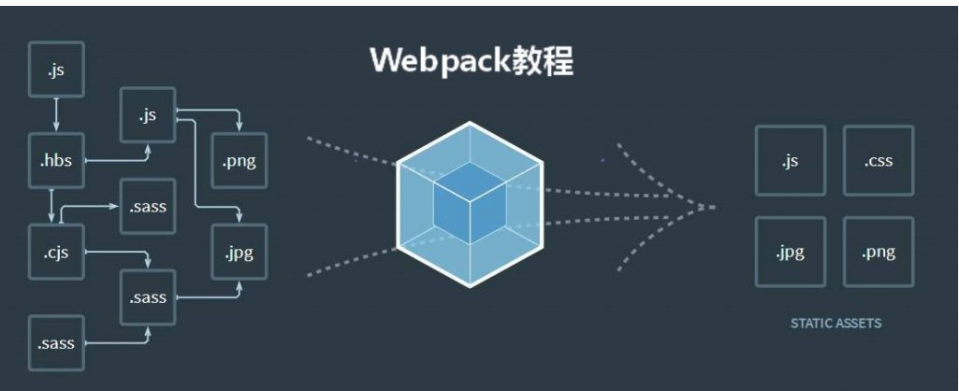 Webpack教程
.js
.js
.hbs
.png
.sass
.cjs
.jpg
.sass
.sass
.js
.css
.jpg
.png
STATIC ASSETS